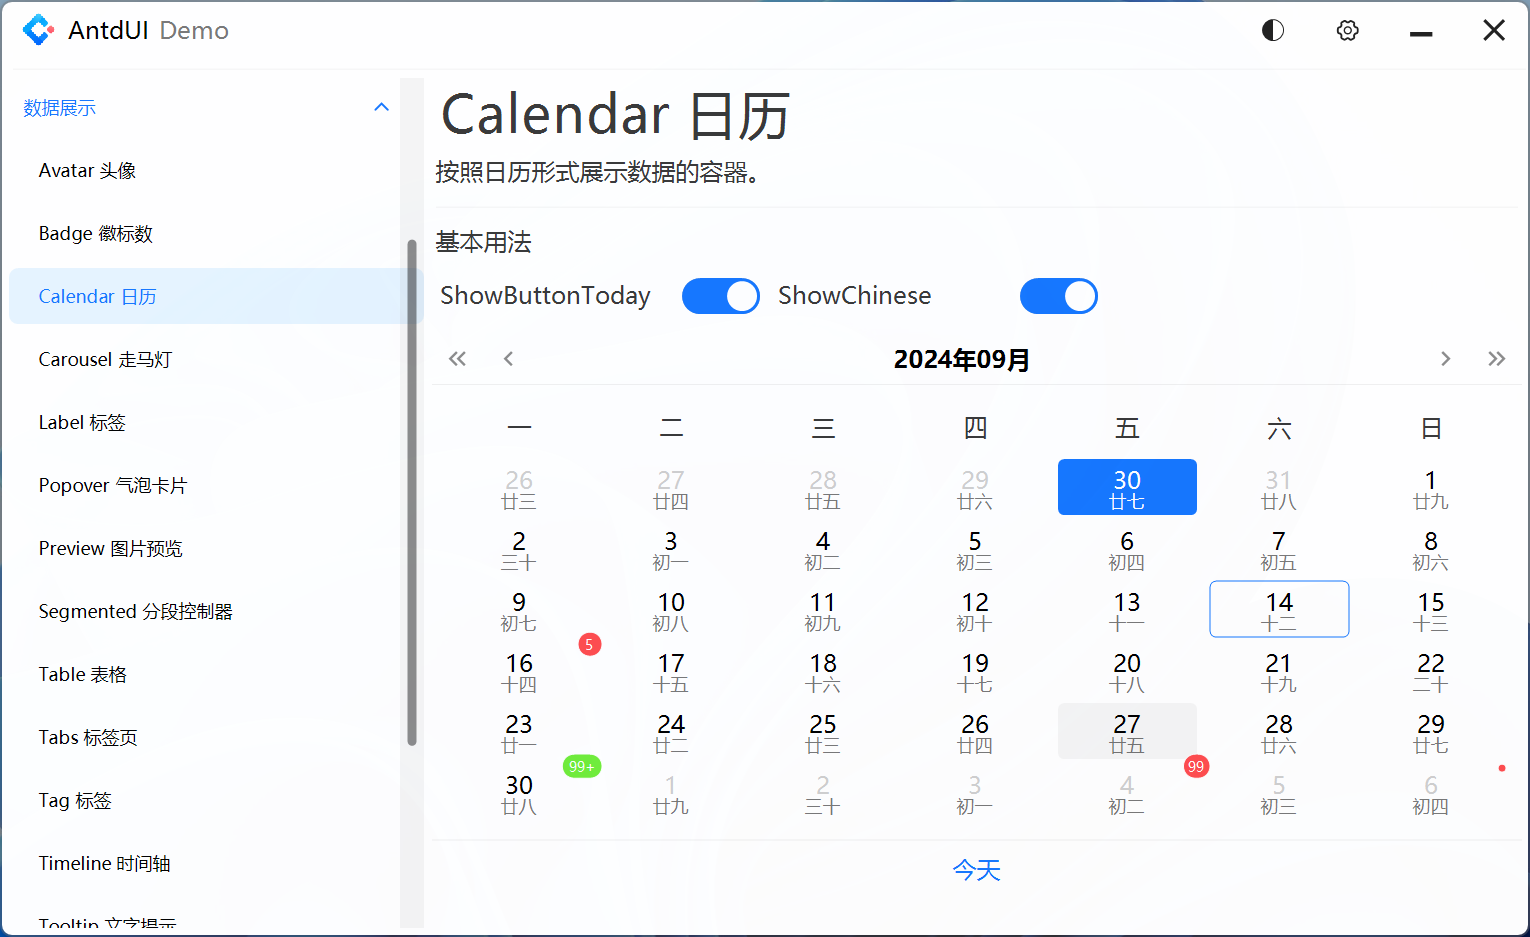 AntdUI Demo
数据展示
Avatar 头像
Badge 徽标数
Calendar 日历
Carousel 走马灯
Label 标签
Popover 气泡卡片
Preview 图片预览
Segmented 分段控制器
Table 表格
Tabs 标签页
Tag 标签
Timeline 时间轴
Tooltip 文字提示
Calendar 日历
按照日历形式展示数据的容器。
基本用法
ShowButtonToday ShowChinese
2024年09月
一 二 三 四 五 六 日
26 27 28 29 30 31 1
廿三 廿四 廿五 廿六 廿七 廿八 廿九
2 3 4 5 6 7 8
三十 初一 初二 初三 初四 初五 初六
9 10 11 12 13 14 15
初七 初八 初九 初十 十一 十二 十三
5
16 17 18 19 20 21 22
十四 十五 十六 十七 十八 十九 二十
23 24 25 26 27 28 29
廿一 廿二 廿三 廿四 廿五 廿六 廿七
99+ 99
30 1 2 3 4 5 6
廿八 廿九 三十 初一 初二 初三 初四
今天